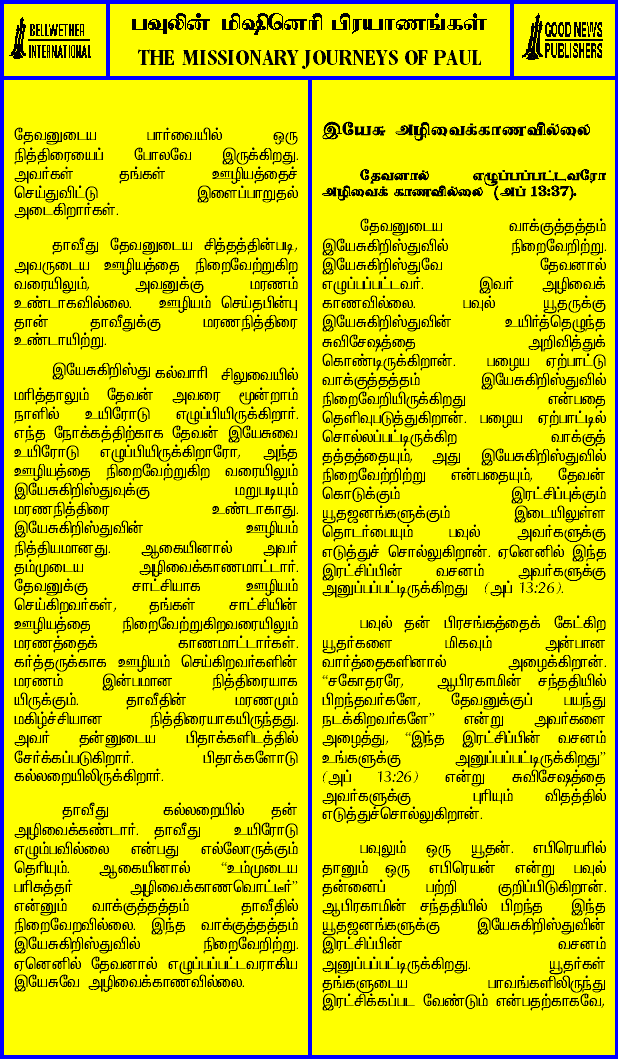 BELLWETHER
INTERNATIONAL
பவுலின் மிஷினெரி பிரயாணங்கள்
THE MISSIONARY JOURNEYS OF PAUL
GOOD NEWS
PUBLISHERS
தேவனுடைய பார்வையில் ஒரு
நித்திரையைப் போலவே இருக்கிறது.
அவர்கள் தங்கள் ஊழியத்தைச்
செய்துவிட்டு இளைப்பாறுதல்
அடைகிறார்கள்.
தாவீது தேவனுடைய சித்தத்தின்படி,
அவருடைய ஊழியத்தை நிறைவேற்றுகிற
வரையிலும், அவனுக்கு மரணம்
உண்டாகவில்லை. ஊழியம் செய்தபின்பு
தான் தாவீதுக்கு மரணநித்திரை
உண்டாயிற்று.
இயேசுகிறிஸ்து கல்வாரி சிலுவையில்
மரித்தாலும் தேவன் அவரை மூன்றாம்
நாளில் உயிரோடு எழுப்பியிருக்கிறார்.
எந்த நோக்கத்திற்காக தேவன் இயேசுவை
உயிரோடு எழுப்பியிருக்கிறாரோ, அந்த
ஊழியத்தை நிறைவேற்றுகிற வரையிலும்
இயேசுகிறிஸ்துவுக்கு மறுபடியும்
மரணநித்திரை உண்டாகாது.
இயேசுகிறிஸ்துவின் ஊழியம்
நித்தியமானது. ஆகையினால் அவர்
தம்முடைய அழிவைக்காணமாட்டார்.
தேவனுக்கு சாட்சியாக ஊழியம்
செய்கிறவர்கள், தங்கள் சாட்சியின்
ஊழியத்தை நிறைவேற்றுகிறவரையிலும்
மரணத்தைக் காணமாட்டார்கள்.
கர்த்தருக்காக ஊழியம் செய்கிறவர்களின்
மரணம் இன்பமான நித்திரையாக
யிருக்கும். தாவீதின் மரணமும்
மகிழ்ச்சியான நித்திரையாகயிருந்தது.
அவர் தன்னுடைய பிதாக்களிடத்தில்
சேர்க்கப்படுகிறார். பிதாக்களோடு
கல்லறையிலிருக்கிறார்.
தாவீது கல்லறையில் தன்
அழிவைக்கண்டார். தாவீது உயிரோடு
எழும்பவில்லை என்பது எல்லோருக்கும்
தெரியும். ஆகையினால் “உம்முடைய
பரிசுத்தர் அழிவைக்காணவொட்டீர்”
என்னும் வாக்குத்தத்தம் தாவீதில்
நிறைவேறவில்லை. இந்த வாக்குத்தத்தம்
இயேசுகிறிஸ்துவில் நிறைவேறிற்று.
ஏனெனில் தேவனால் எழுப்பப்பட்டவராகிய
இயேசுவே அழிவைக்காணவில்லை.
இயேசு அழிவைக்காணவில்லை
தேவனால் எழுப்பப்பட்டவரோ
அழிவைக் காணவில்லை (அப் 13:37).
தேவனுடைய வாக்குத்தத்தம்
இயேசுகிறிஸ்துவில் நிறைவேறிற்று.
இயேசுகிறிஸ்துவே தேவனால்
எழுப்பப்பட்டவர். இவர் அழிவைக்
காணவில்லை. பவுல் யூதருக்கு
இயேசுகிறிஸ்துவின் உயிர்த்தெழுந்த
சுவிசேஷத்தை அறிவித்துக்
கொண்டிருக்கிறான். பழைய ஏற்பாட்டு
வாக்குத்தத்தம் இயேசுகிறிஸ்துவில்
நிறைவேறியிருக்கிறது என்பதை
தெளிவுபடுத்துகிறான். பழைய ஏற்பாட்டில்
சொல்லப்பட்டிருக்கிற வாக்குத்
தத்தத்தையும், அது இயேசுகிறிஸ்துவில்
நிறைவேற்றிற்று என்பதையும், தேவன்
கொடுக்கும் இரட்சிப்புக்கும்
யூதஜனங்களுக்கும் இடையிலுள்ள
தொடர்பையும் பவுல் அவர்களுக்கு
எடுத்துச் சொல்லுகிறான். ஏனெனில் இந்த
இரட்சிப்பின் வசனம் அவர்களுக்கு
அனுப்பப்பட்டிருக்கிறது (அப் 13:26).
பவுல் தன் பிரசங்கத்தைக் கேட்கிற
யூதர்களை மிகவும் அன்பான
வார்த்தைகளினால் அழைக்கிறான்.
“சகோதரரே, ஆபிரகாமின் சந்ததியில்
பிறந்தவர்களே, தேவனுக்குப் பயந்து
நடக்கிறவர்களே” என்று அவர்களை
அழைத்து, “இந்த இரட்சிப்பின் வசனம்
உங்களுக்கு அனுப்பப்பட்டிருக்கிறது”
(அப் 13:26) என்று சுவிசேஷத்தை
அவர்களுக்கு புரியும் விதத்தில்
எடுத்துச்சொல்லுகிறான்.
பவுலும் ஒரு யூதன். எபிரெயரில்
தானும் ஒரு எபிரெயன் என்று பவுல்
தன்னைப் பற்றி குறிப்பிடுகிறான்.
ஆபிரகாமின் சந்ததியில் பிறந்த இந்த
யூதஜனங்களுக்கு இயேசுகிறிஸ்துவின்
இரட்சிப்பின் வசனம்
அனுப்பப்பட்டிருக்கிறது. யூதர்கள்
தங்களுடைய பாவங்களிலிருந்து
இரட்சிக்கப்பட வேண்டும் என்பதற்காகவே,